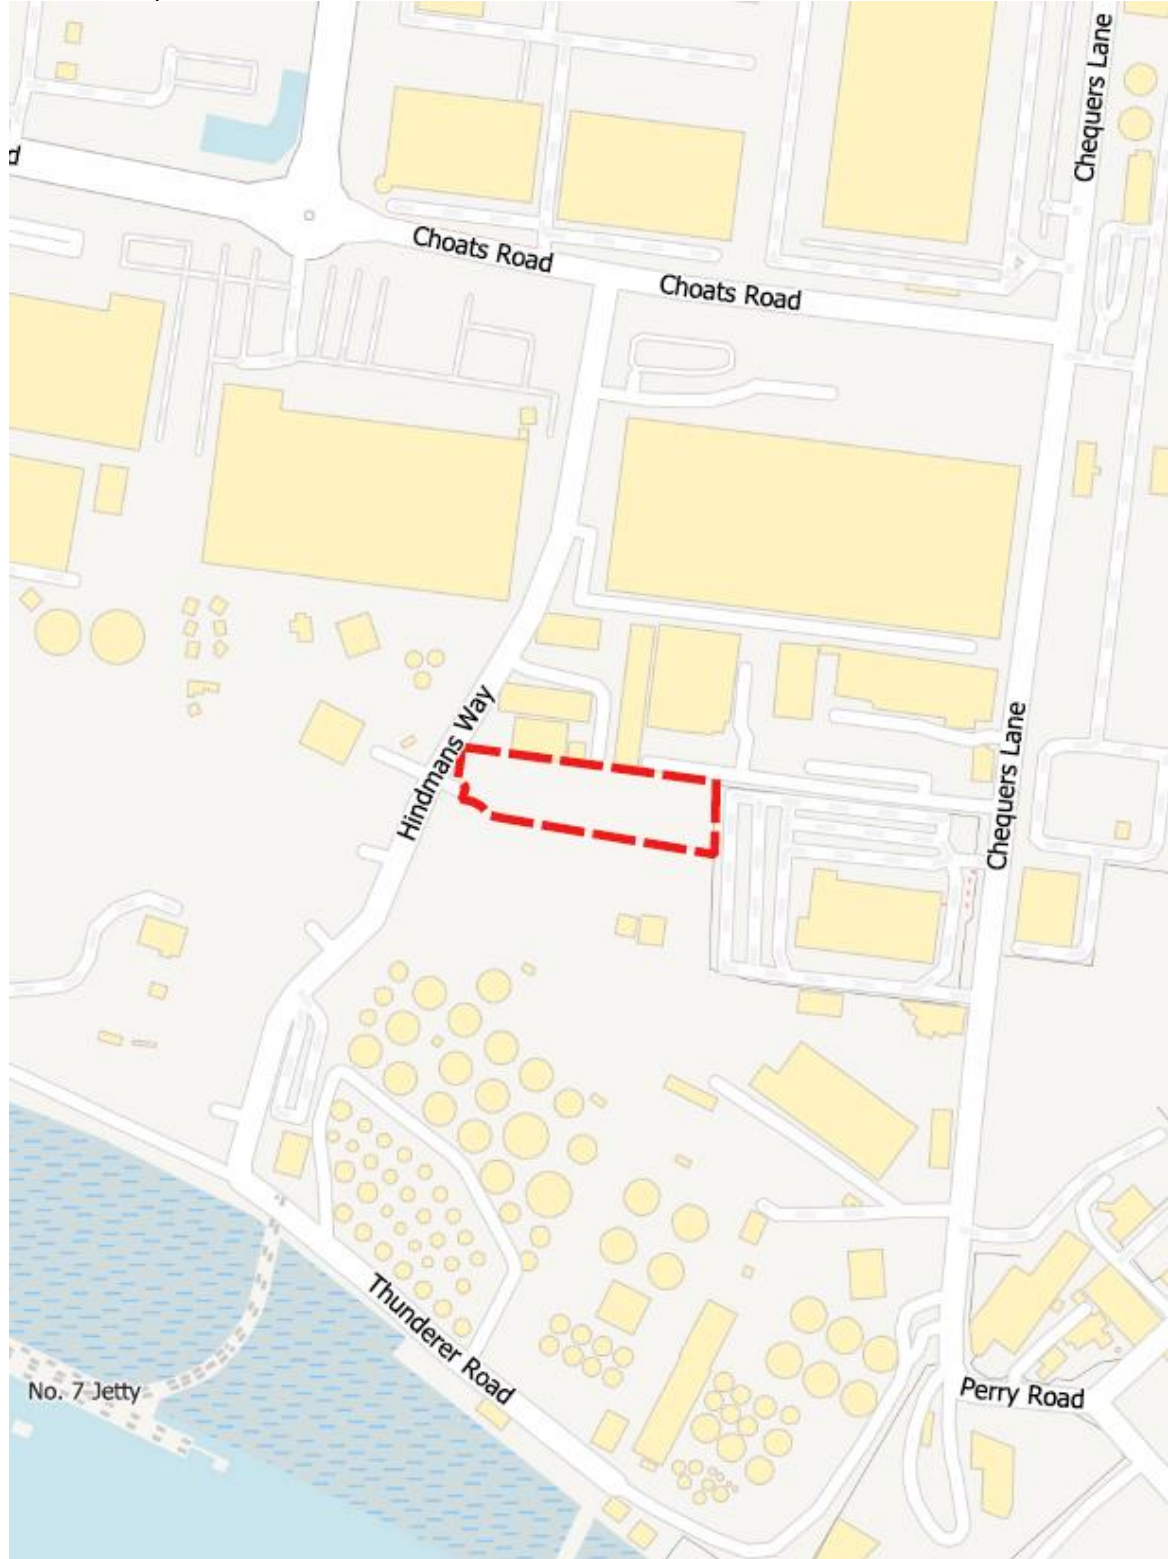 Chequers Lane
Choats Road
Choats Road
Hindmans Way
Chequers Lane
Thunderer Road
No. 7 Jetty
Perry Road